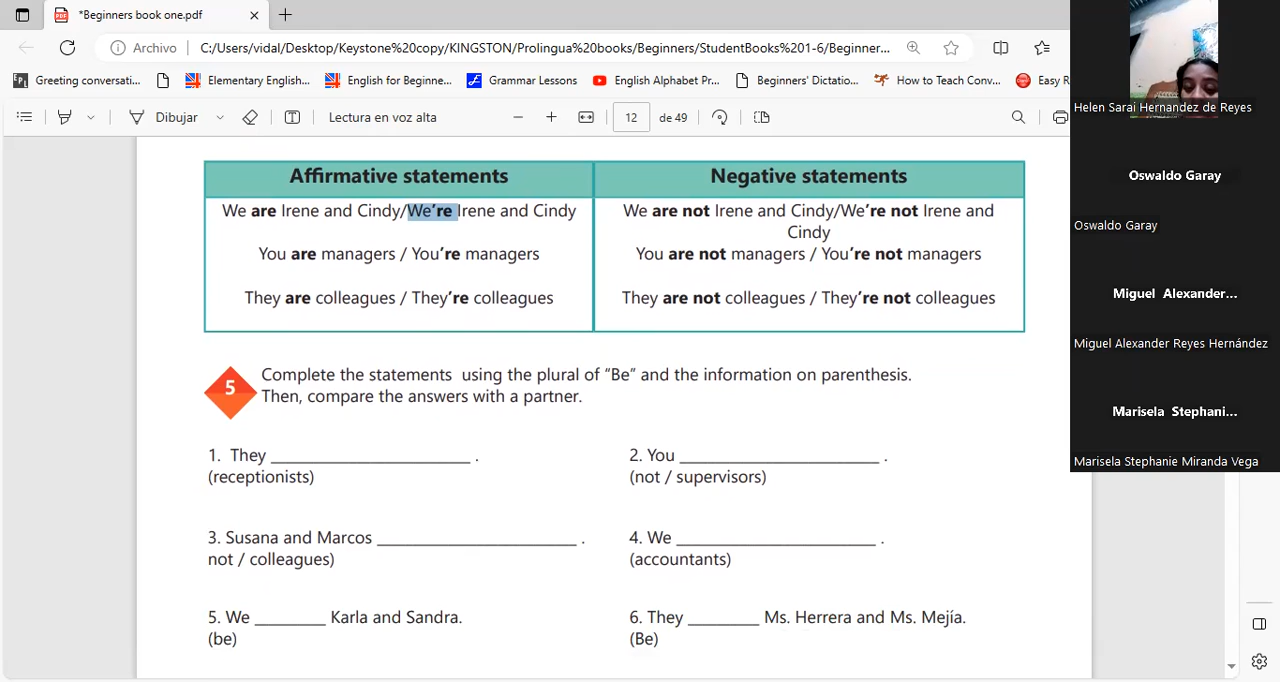 *Beginners book one.pdf
Archivo
C:/Users/vidal/Desktop/Keystone%20copy/KINGSTON/Prolingua%20books/Beginners/StudentBooks%201-6/Beginner...
Greeting conversati...
Elementary English...
English for Beginne...
Grammar Lessons
English Alphabet Pr...
Beginners' Dictatio...
How to Teach Conv...
Easy R
Dibujar
Lectura en voz alta
12
de 49
Affirmative statements
We are Irene and Cindy/We're Irene and Cindy
You are managers / You're managers
They are colleagues / They're colleagues
Negative statements
We are not Irene and Cindy/We're not Irene and
Cindy
You are not managers / You're not managers
They are not colleagues / They're not colleagues
5
Complete the statements using the plural of “Be” and the information on parenthesis.
Then, compare the answers with a partner.
1. They ______________________ .
(receptionists)
2. You ______________________ .
(not / supervisors)
3. Susana and Marcos ______________________ .
not / colleagues)
4. We ______________________ .
(accountants)
5. We ________ Karla and Sandra.
(be)
6. They ________ Ms. Herrera and Ms. Mejía.
(Be)
Helen Sarai Hernandez de Reyes
Oswaldo Garay
Oswaldo Garay
Miguel Alexander...
Miguel Alexander Reyes Hernández
Marisela Stephani...
Marisela Stephanie Miranda Vega